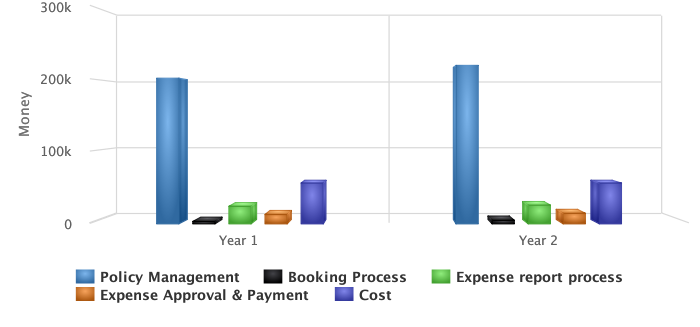 300k
200k
100k
0
Money
Year 1
Year 2
Policy Management
Booking Process
Expense report process
Expense Approval & Payment
Cost